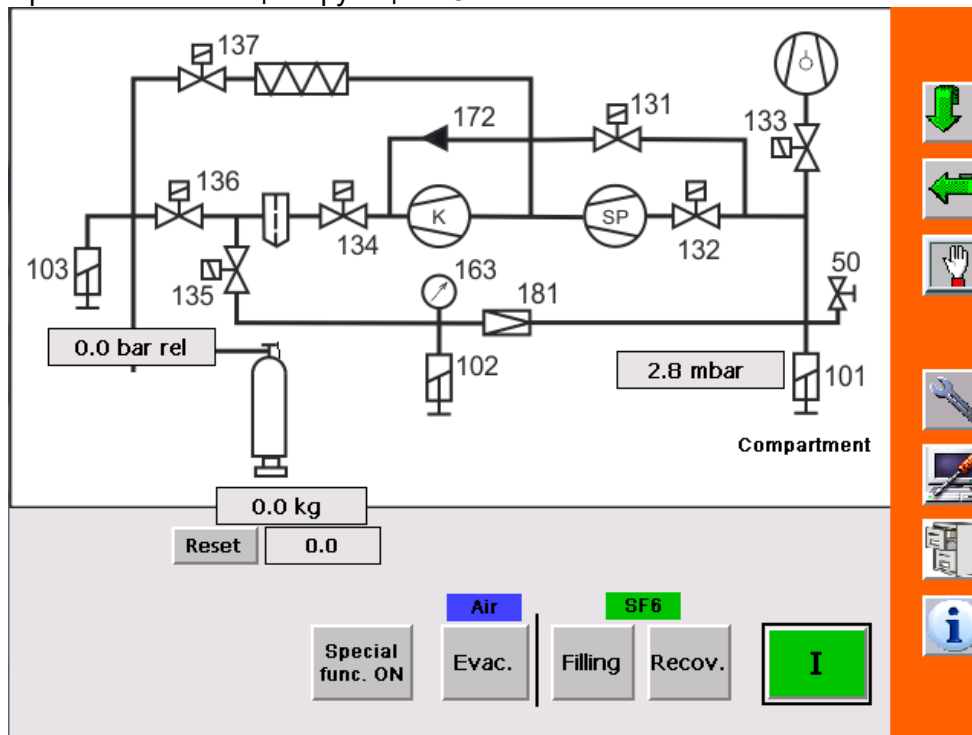 137
172
131
133
136
K
SP
134
132
103
135
163
181
50
0.0 bar rel
102
2.8 mbar
101
Compartment
0.0 kg
Reset
0.0
Air
SF6
Special
func. ON
Evac.
Filling
Recov.
I
i